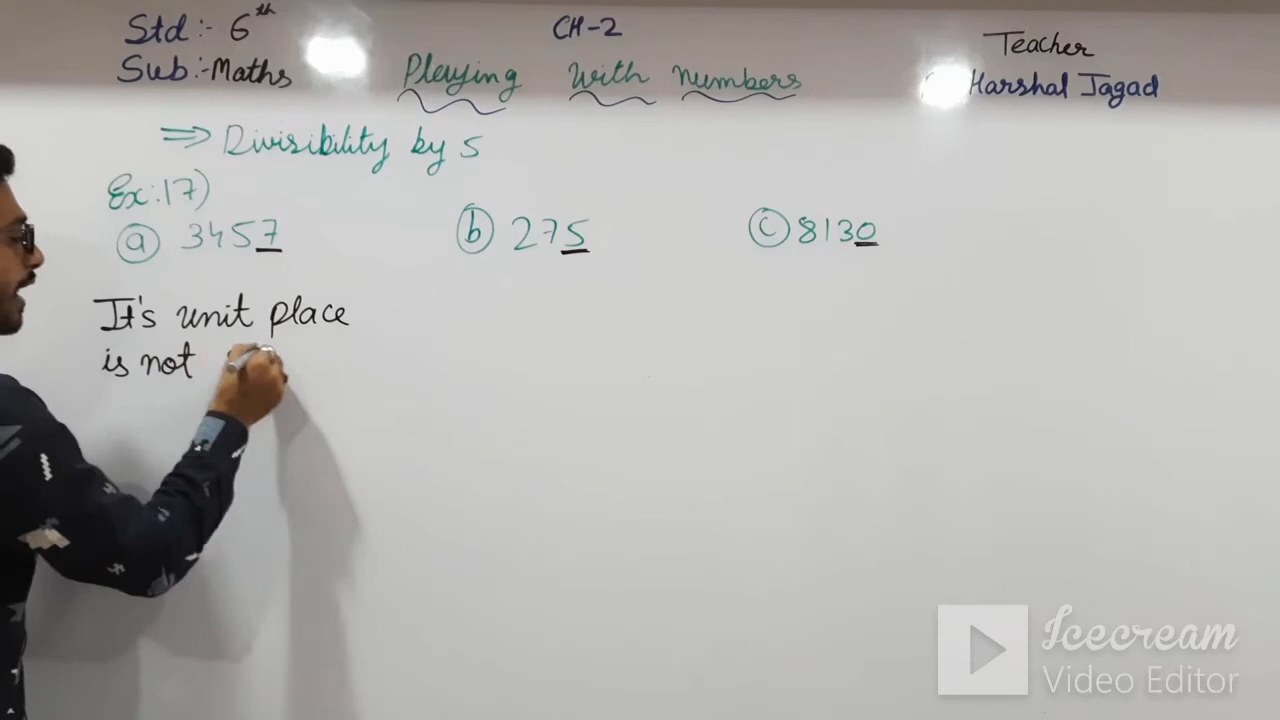 Std :- 6th
CH-2
Teacher
Sub :- Maths
Playing with numbers
Harshal Jagad
⇒ Divisibility by 5
Ex:17)
ⓐ 3457
ⓑ 275
ⓒ 8130
It's unit place
is not
Icecream
Video Editor